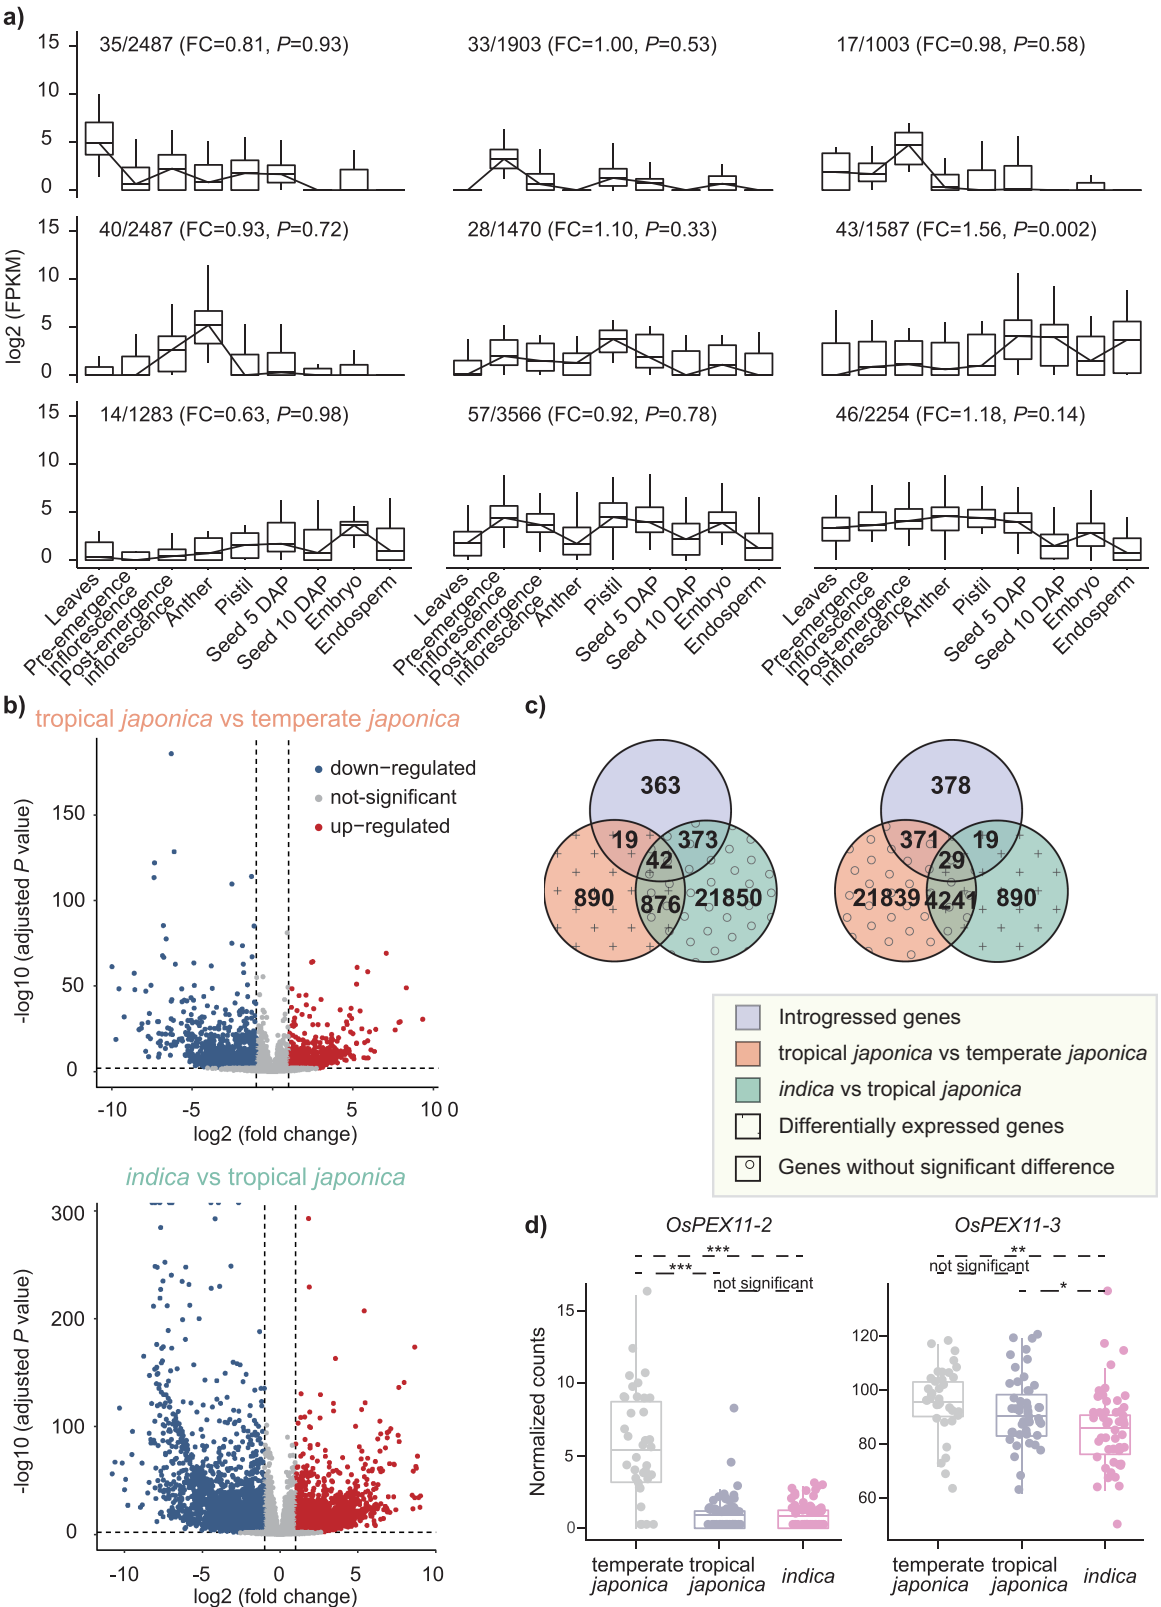 a)
35/2487 (FC=0.81, P=0.93)
33/1903 (FC=1.00, P=0.53)
17/1003 (FC=0.98, P=0.58)
15
10
5
0
40/2487 (FC=0.93, P=0.72)
28/1470 (FC=1.10, P=0.33)
43/1587 (FC=1.56, P=0.002)
15
10
5
0
log2 (FPKM)
14/1283 (FC=0.63, P=0.98)
57/3566 (FC=0.92, P=0.78)
46/2254 (FC=1.18, P=0.14)
15
10
5
0
Leaves
Pre-emergence
inflorescence
Post-emergence
inflorescence
Anther
Pistil
Seed 5 DAP
Seed 10 DAP
Embryo
Endosperm
Leaves
Pre-emergence
inflorescence
Post-emergence
inflorescence
Anther
Pistil
Seed 5 DAP
Seed 10 DAP
Embryo
Endosperm
Leaves
Pre-emergence
inflorescence
Post-emergence
inflorescence
Anther
Pistil
Seed 5 DAP
Seed 10 DAP
Embryo
Endosperm
b)
tropical japonica vs temperate japonica
down−regulated
not-significant
up−regulated
-log10 (adjusted P value)
150
100
50
0
-10
-5
5
10 0
log2 (fold change)
indica vs tropical japonica
-log10 (adjusted P value)
300
200
100
0
-10
-5
0
5
10
log2 (fold change)
c)
363
19
373
42
890
876
21850
378
371
19
29
21839
4241
890
Introgressed genes
tropical japonica vs temperate japonica
indica vs tropical japonica
Differentially expressed genes
Genes without significant difference
d)
OsPEX11-2
***
***
not significant
Normalized counts
15
10
5
0
temperate
japonica
tropical
japonica
indica
OsPEX11-3
**
not significant
*
120
100
80
60
temperate
japonica
tropical
japonica
indica